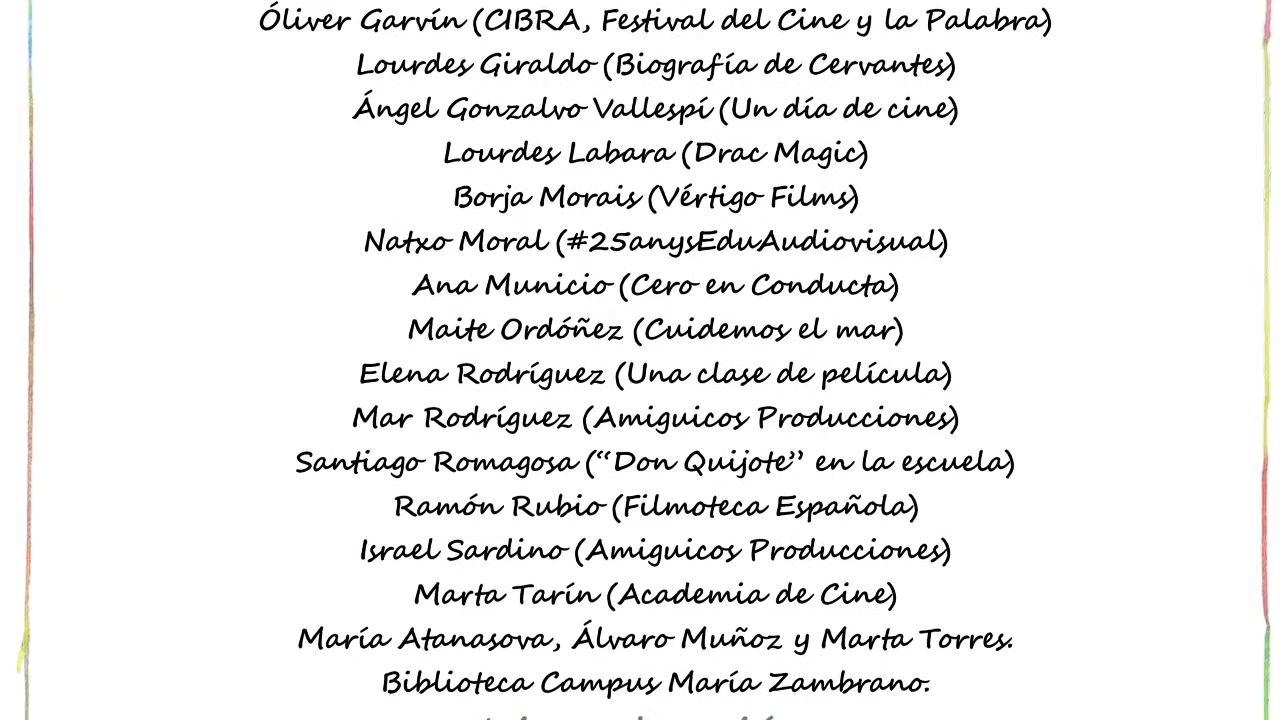 Óliver Garvín (CIBRA, Festival del Cine y la Palabra)
Lourdes Giraldo (Biografía de Cervantes)
Ángel Gonzalvo Vallespí (Un día de cine)
Lourdes Labara (Drac Magic)
Borja Morais (Vértigo Films)
Natxo Moral (#25anysEduAudiovisual)
Ana Municio (Cero en Conducta)
Maite Ordóñez (Cuidemos el mar)
Elena Rodríguez (Una clase de película)
Mar Rodríguez (Amiguicos Producciones)
Santiago Romagosa (“Don Quijote” en la escuela)
Ramón Rubio (Filmoteca Española)
Israel Sardino (Amiguicos Producciones)
Marta Tarín (Academia de Cine)
María Atanasova, Álvaro Muñoz y Marta Torres.
Biblioteca Campus María Zambrano.